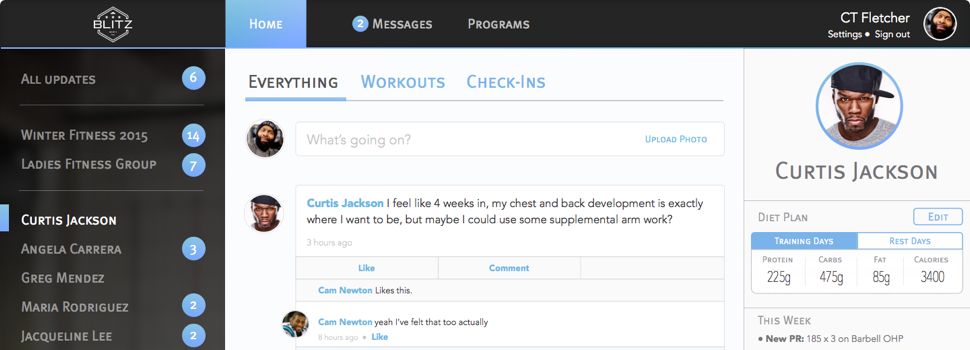 BLITZ
HOME
2 MESSAGES
PROGRAMS
CT Fletcher
Settings • Sign out
ALL UPDATES 6
WINTER FITNESS 2015 14
LADIES FITNESS GROUP 7
CURTIS JACKSON
ANGELA CARRERA 3
GREG MENDEZ
MARIA RODRIGUEZ 2
JACQUELINE LEE 2
EVERYTHING WORKOUTS CHECK-INS
What's going on? UPLOAD PHOTO
Curtis Jackson I feel like 4 weeks in, my chest and back development is exactly
where I want to be, but maybe I could use some supplemental arm work?
3 hours ago
Like Comment
Cam Newton Likes this.
Cam Newton yeah I've felt that too actually
8 hours ago • Like
CURTIS JACKSON
DIET PLAN EDIT
TRAINING DAYS REST DAYS
PROTEIN CARBS FAT CALORIES
225g 475g 85g 3400
THIS WEEK
• New PR: 185 x 3 on Barbell OHP